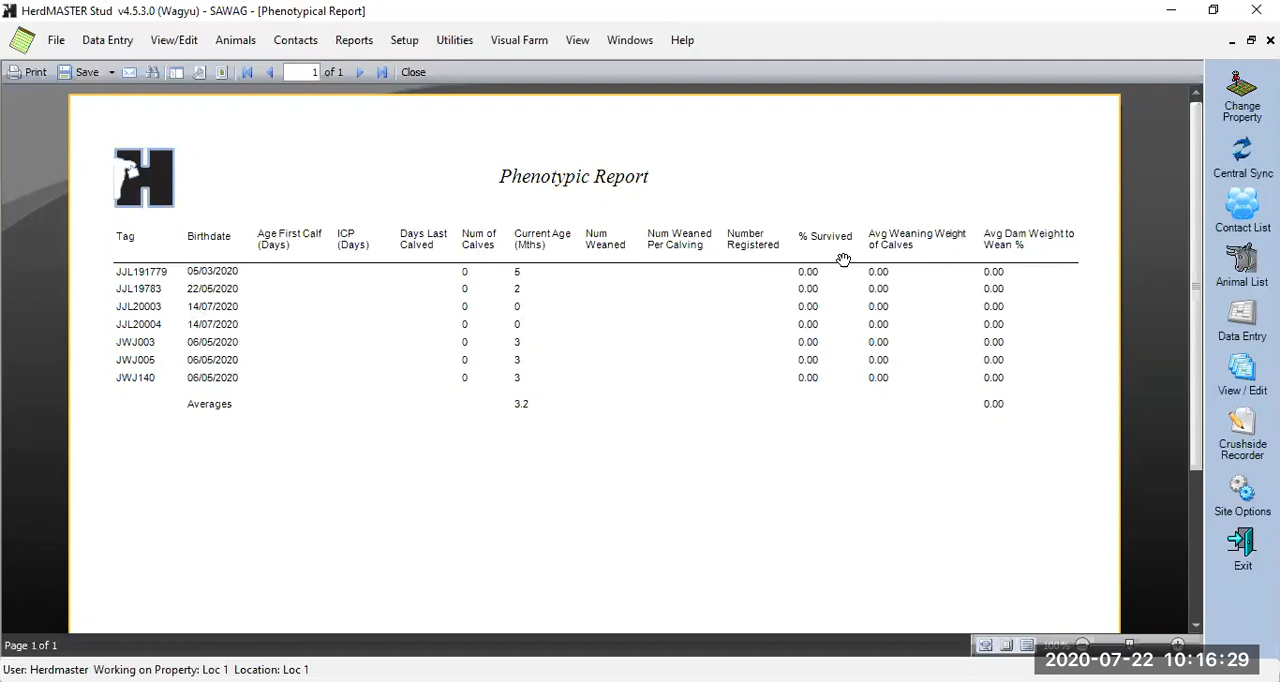 HerdMASTER Stud v4.5.3.0 (Wagyu) - SAWAG - [Phenotypical Report]
File Data Entry View/Edit Animals Contacts Reports Setup Utilities Visual Farm View Windows Help
Print Save 1 of 1 Close
H
Phenotypic Report
Tag Birthdate Age First Calf (Days) ICP (Days) Days Last Calved Num of Calves Current Age (Mths) Num Weaned Num Weaned Per Calving Number Registered % Survived Avg Weaning Weight of Calves Avg Dam Weight to Wean %
JJL191779 05/03/2020 0 5 0.00 0.00 0.00
JJL19783 22/05/2020 0 2 0.00 0.00 0.00
JJL20003 14/07/2020 0 0 0.00 0.00 0.00
JJL20004 14/07/2020 0 0 0.00 0.00 0.00
JWJ003 06/05/2020 0 3 0.00 0.00 0.00
JWJ005 06/05/2020 0 3 0.00 0.00 0.00
JWJ140 06/05/2020 0 3 0.00 0.00 0.00
Averages 3.2 0.00
Change
Property
Central Sync
Contact List
Animal List
Data Entry
View / Edit
Crushside
Recorder
Site Options
Exit
Page 1 of 1
100%
2020-07-22 10:16:29
User: Herdmaster Working on Property: Loc 1 Location: Loc 1